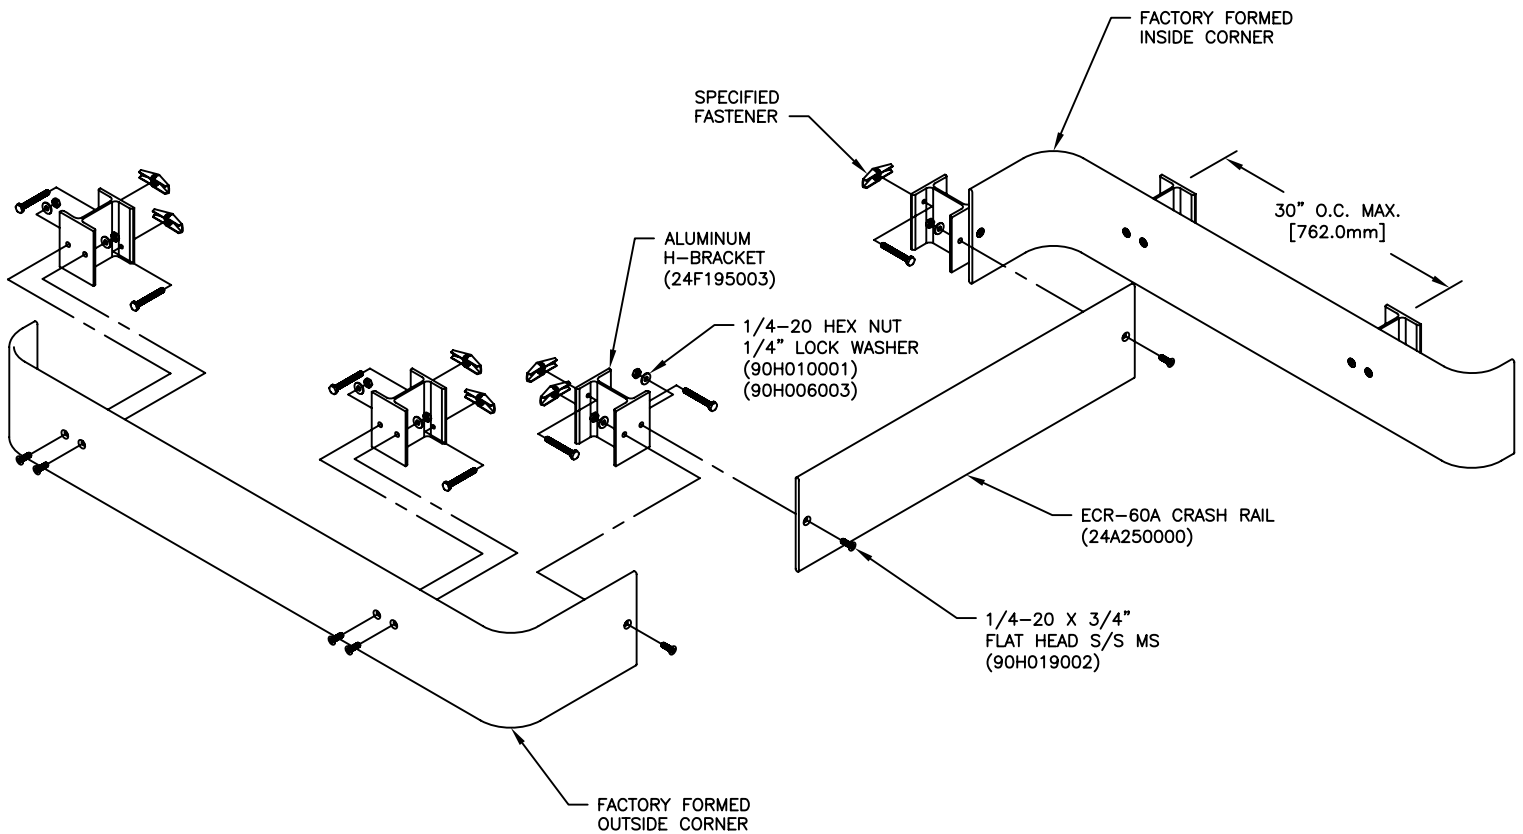 FACTORY FORMED
INSIDE CORNER
SPECIFIED
FASTENER
30" O.C. MAX.
[762.0mm]
ALUMINUM
H-BRACKET
(24F195003)
1/4-20 HEX NUT
1/4" LOCK WASHER
(90H010001)
(90H006003)
ECR-60A CRASH RAIL
(24A250000)
1/4-20 X 3/4"
FLAT HEAD S/S MS
(90H019002)
FACTORY FORMED
OUTSIDE CORNER